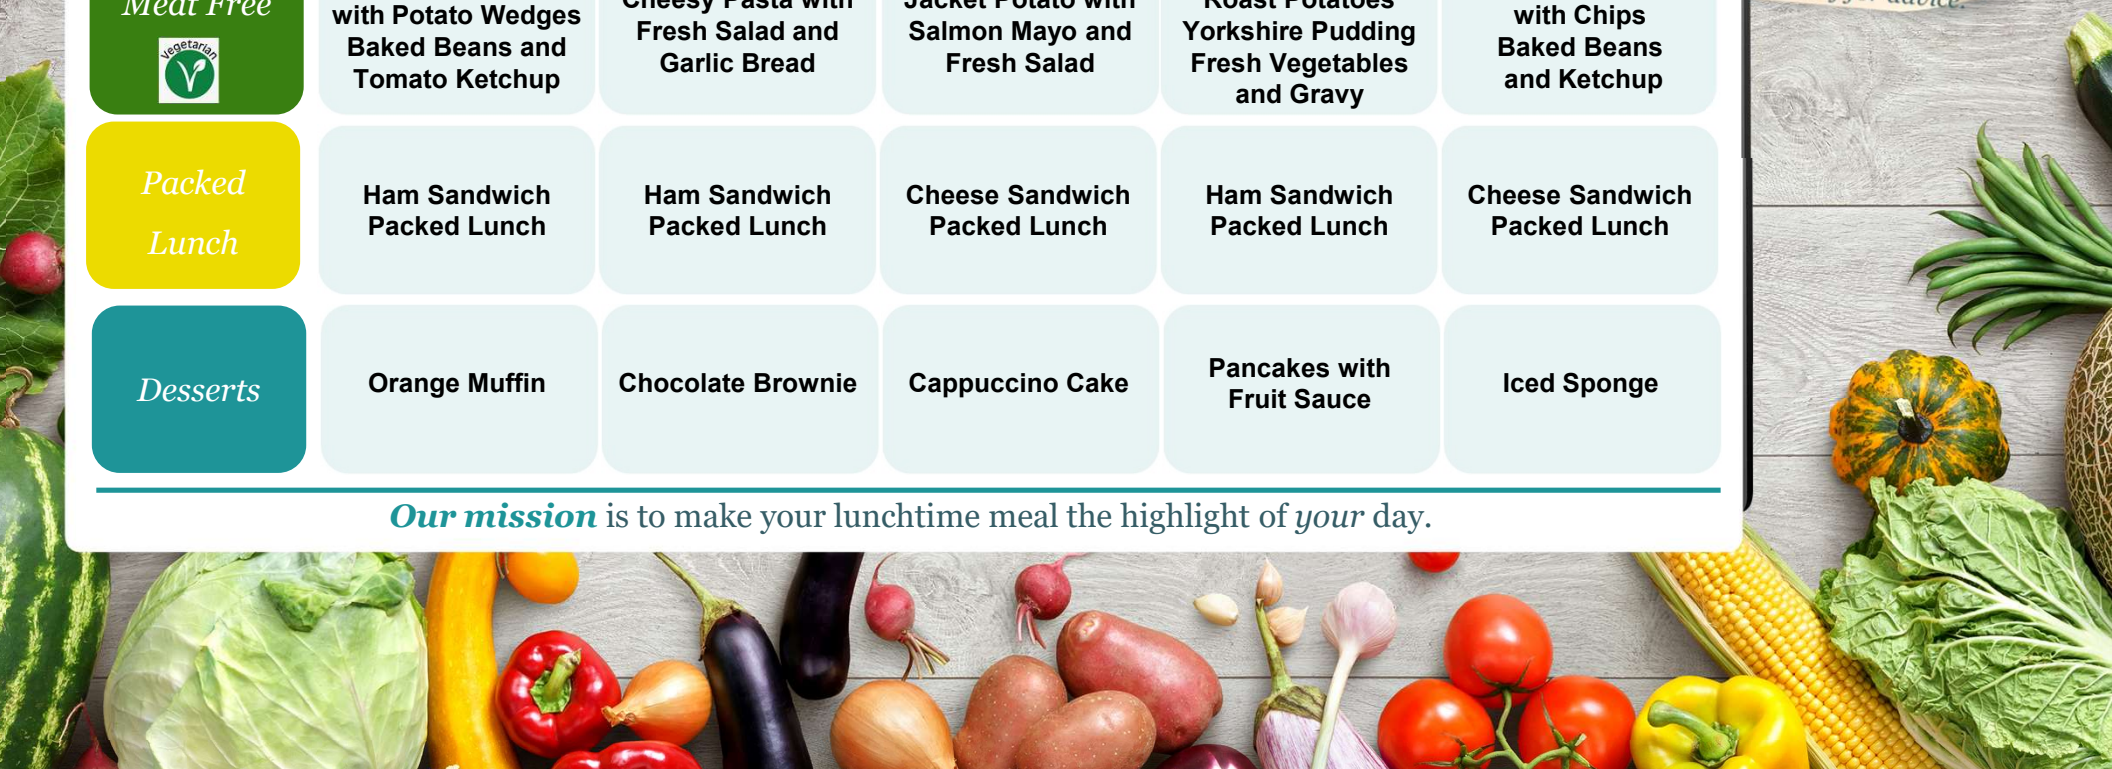 Meat Free
Vegetarian
with Potato Wedges
Baked Beans and
Tomato Ketchup
Cheesy Pasta with
Fresh Salad and
Garlic Bread
Jacket Potato with
Salmon Mayo and
Fresh Salad
Roast Potatoes
Yorkshire Pudding
Fresh Vegetables
and Gravy
with Chips
Baked Beans
and Ketchup
Packed
Lunch
Ham Sandwich
Packed Lunch
Ham Sandwich
Packed Lunch
Cheese Sandwich
Packed Lunch
Ham Sandwich
Packed Lunch
Cheese Sandwich
Packed Lunch
Desserts
Orange Muffin
Chocolate Brownie
Cappuccino Cake
Pancakes with
Fruit Sauce
Iced Sponge
Our mission is to make your lunchtime meal the highlight of your day.
advice.